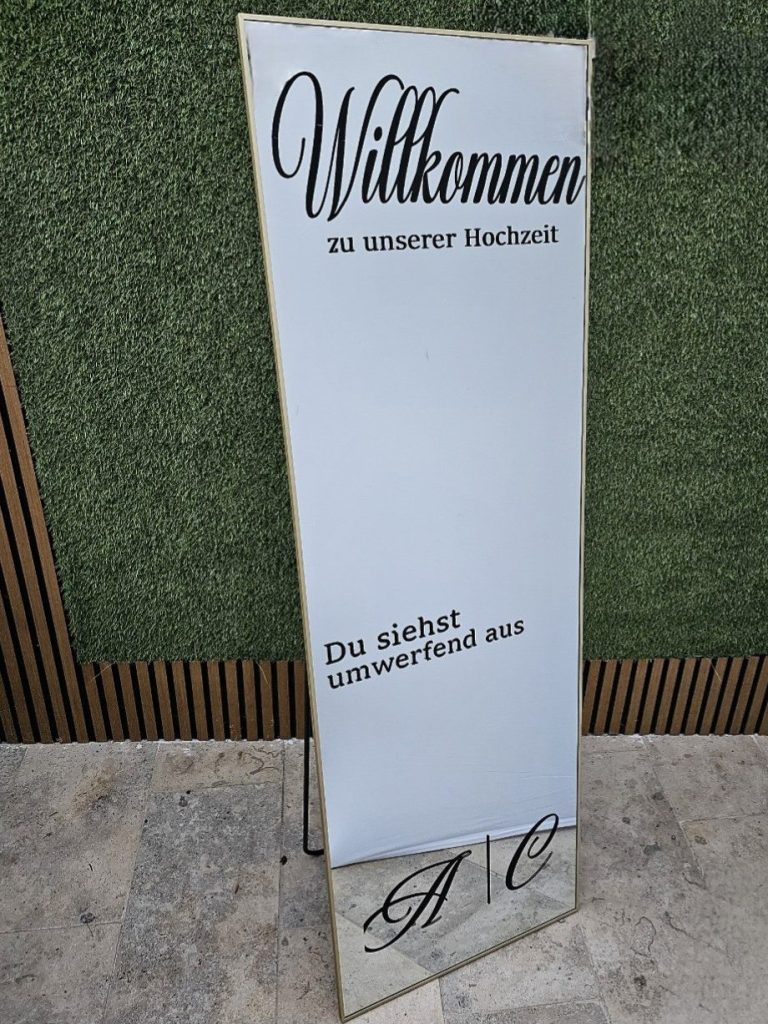 Willkommen
zu unserer Hochzeit
Du siehst
umwerfend aus
A | C